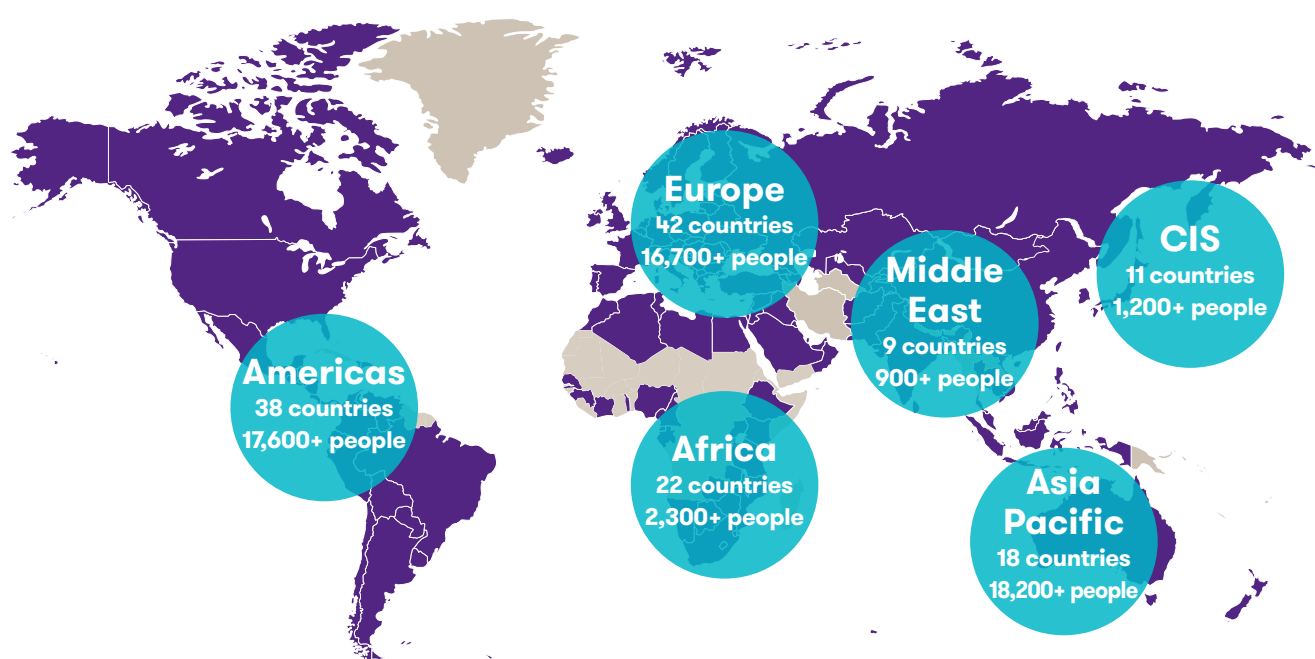 Europe
42 countries
16,700+ people
CIS
11 countries
1,200+ people
Middle
East
9 countries
900+ people
Americas
38 countries
17,600+ people
Africa
22 countries
2,300+ people
Asia
Pacific
18 countries
18,200+ people